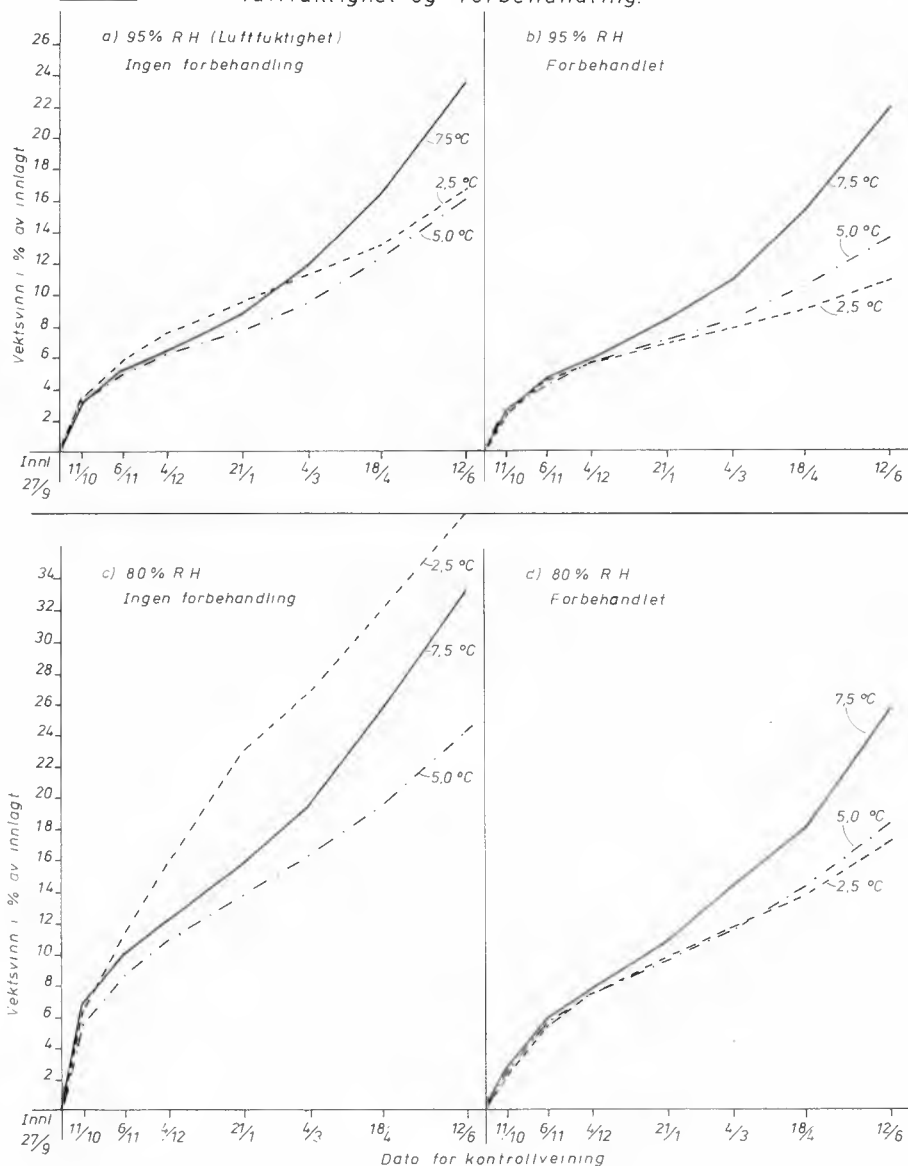 luftfuktighet og forbehandling.
a) 95% RH (Luftfuktighet)
Ingen forbehandling
Vektsvinn i % av innlagt
26
24
22
20
18
16
14
12
10
8
6
4
2
75 °C
2,5 °C
5,0 °C
Innl
27/9
11/10
6/11
4/12
21/1
4/3
18/4
12/6
b) 95 % RH
Forbehandlet
7,5 °C
5,0 °C
2,5 °C
11/10
6/11
4/12
21/1
4/3
18/4
12/6
c) 80% RH
Ingen forbehandling
Vektsvinn i % av innlagt
34
32
30
28
26
24
22
20
18
16
14
12
10
8
6
4
2
2,5 °C
7,5 °C
5,0 °C
Innl
27/9
11/10
6/11
4/12
21/1
4/3
18/4
12/6
d) 80% RH
Forbehandlet
7,5 °C
5,0 °C
2,5 °C
11/10
6/11
4/12
21/1
4/3
18/4
12/6
Dato for kontrollveining